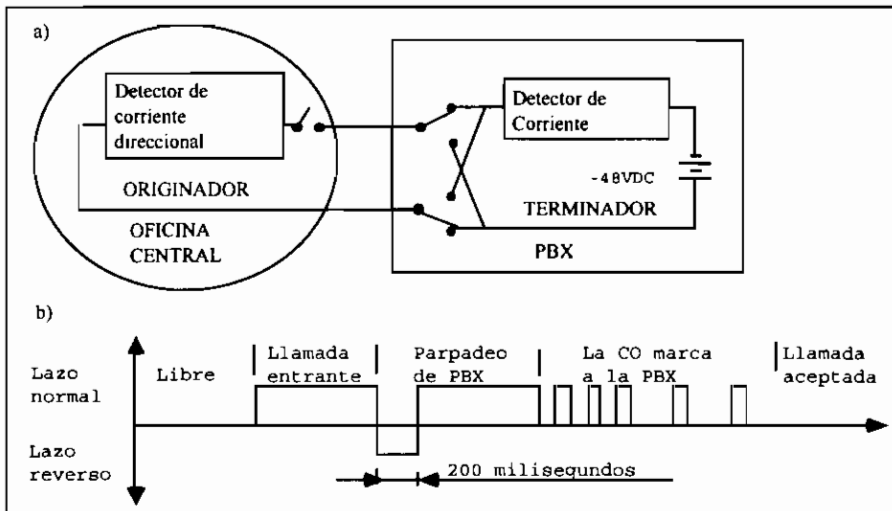 a)
Detector de
corriente
direccional
ORIGINADOR
OFICINA
CENTRAL
Detector de
Corriente
-48VDC
TERMINADOR
PBX
b)
Lazo
normal
Libre
Llamada
entrante
Parpadeo
de PBX
La CO marca
a la PBX
Llamada
aceptada
Lazo
reverso
200 milisegundos